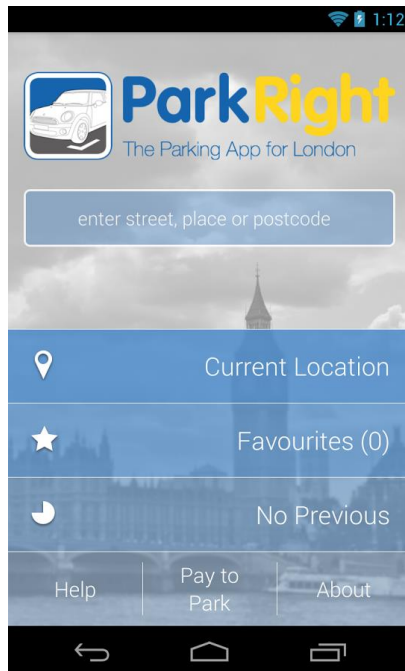 1:12
ParkRight
The Parking App for London
enter street, place or postcode
Current Location
Favourites (0)
No Previous
Help
Pay to
Park
About